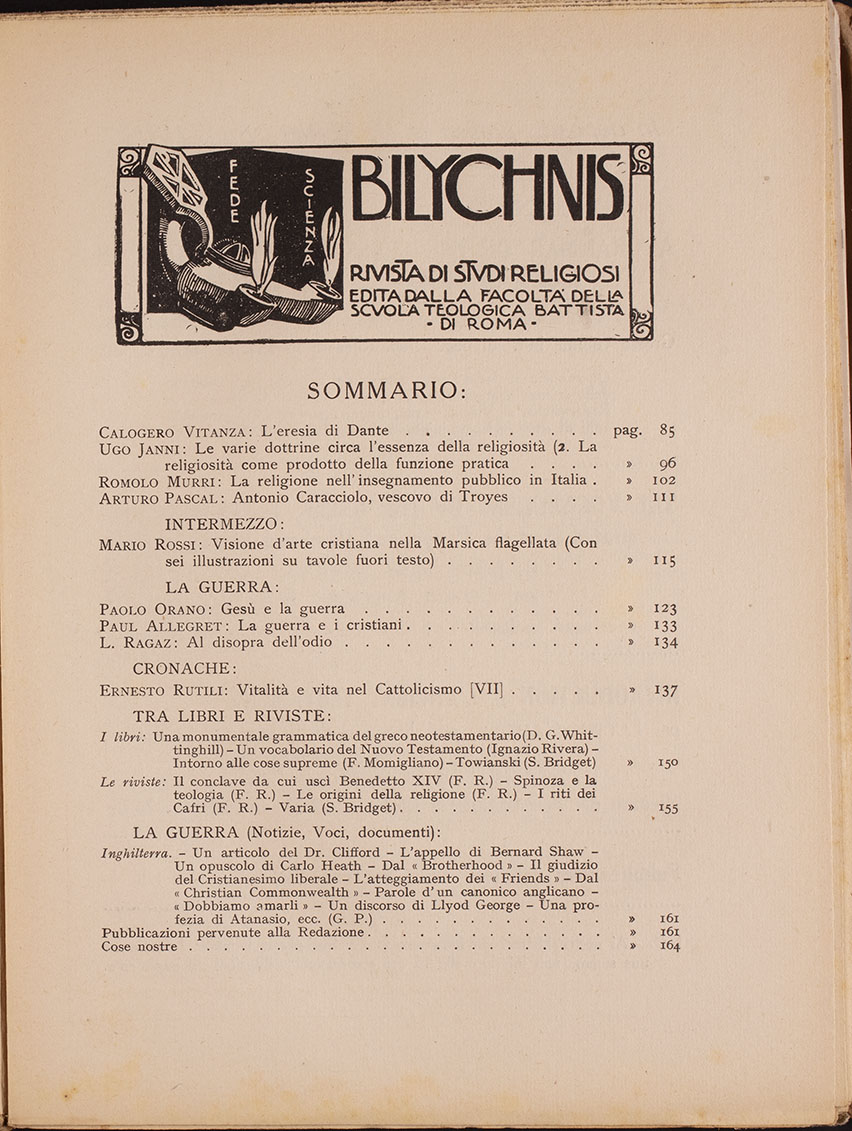 FEDE
SCIENZA
BILYCHNIS
RIVISTA DI STVDI RELIGIOSI
EDITA DALLA FACOLTA DELLA
SCVOLA TEOLOGICA BATTISTA
- DI ROMA -
SOMMARIO:
CALOGERO VITANZA: L'eresia di Dante . . . . . . . . . . pag. 85
UGO JANNI: Le varie dottrine circa l'essenza della religiosità (2. La
religiosità come prodotto della funzione pratica . . . . » 96
ROMOLO MURRI: La religione nell'insegnamento pubblico in Italia . » 102
ARTURO PASCAL: Antonio Caracciolo, vescovo di Troyes . . . . » 111
INTERMEZZO:
MARIO ROSSI: Visione d'arte cristiana nella Marsica flagellata (Con
sei illustrazioni su tavole fuori testo) . . . . . . . . » 115
LA GUERRA:
PAOLO ORANO: Gesù e la guerra . . . . . . . . . . . . » 123
PAUL ALLEGRET: La guerra e i cristiani . . . . . . . . . » 133
L. RAGAZ: Al disopra dell'odio . . . . . . . . . . . . . » 134
CRONACHE:
ERNESTO RUTILI: Vitalità e vita nel Cattolicismo [VII] . . . . . » 137
TRA LIBRI E RIVISTE:
I libri: Una monumentale grammatica del greco neotestamentario (D. G. Whit-
tinghill) – Un vocabolario del Nuovo Testamento (Ignazio Rivera) –
Intorno alle cose supreme (F. Momigliano) – Towianski (S. Bridget) » 150
Le riviste: Il conclave da cui uscì Benedetto XIV (F. R.) – Spinoza e la
teologia (F. R.) – Le origini della religione (F. R.) – I riti dei
Cafri (F. R.) – Varia (S. Bridget) . . . . . . . . . . . . » 155
LA GUERRA (Notizie, Voci, documenti):
Inghilterra. – Un articolo del Dr. Clifford – L'appello di Bernard Shaw –
Un opuscolo di Carlo Heath – Dal « Brotherhood » – Il giudizio
del Cristianesimo liberale – L'atteggiamento dei « Friends » – Dal
« Christian Commonwealth » – Parole d'un canonico anglicano –
« Dobbiamo amarli » – Un discorso di Llyod George – Una pro-
fezia di Atanasio, ecc. (G. P.) . . . . . . . . . . . . . » 161
Pubblicazioni pervenute alla Redazione . . . . . . . . . . . . . » 161
Cose nostre . . . . . . . . . . . . . . . . . . . . . . . . . . » 164